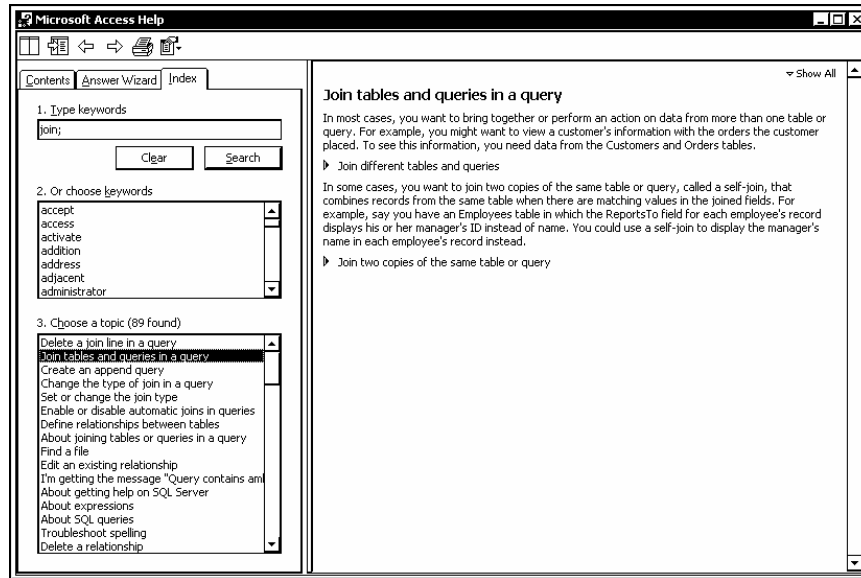 Microsoft Access Help
Contents Answer Wizard Index
1. Type keywords
join;
Clear Search
2. Or choose keywords
accept
access
activate
addition
address
adjacent
administrator
3. Choose a topic (89 found)
Delete a join line in a query
Join tables and queries in a query
Create an append query
Change the type of join in a query
Set or change the join type
Enable or disable automatic joins in queries
Define relationships between tables
About joining tables or queries in a query
Find a file
Edit an existing relationship
I'm getting the message "Query contains aml
About getting help on SQL Server
About expressions
About SQL queries
Troubleshoot spelling
Delete a relationship
Show All
Join tables and queries in a query
In most cases, you want to bring together or perform an action on data from more than one table or
query. For example, you might want to view a customer's information with the orders the customer
placed. To see this information, you need data from the Customers and Orders tables.
Join different tables and queries
In some cases, you want to join two copies of the same table or query, called a self-join, that
combines records from the same table when there are matching values in the joined fields. For
example, say you have an Employees table in which the ReportsTo field for each employee's record
displays his or her manager's ID instead of name. You could use a self-join to display the manager's
name in each employee's record instead.
Join two copies of the same table or query